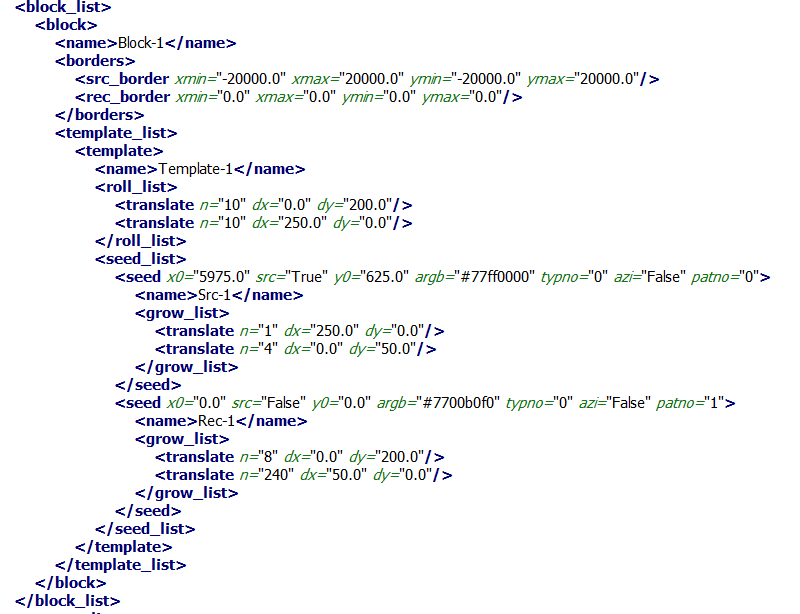 <block_list>
<block>
<name>Block-1</name>
<borders>
<src_border xmin="-20000.0" xmax="20000.0" ymin="-20000.0" ymax="20000.0"/>
<rec_border xmin="0.0" xmax="0.0" ymin="0.0" ymax="0.0"/>
</borders>
<template_list>
<template>
<name>Template-1</name>
<roll_list>
<translate n="10" dx="0.0" dy="200.0"/>
<translate n="10" dx="250.0" dy="0.0"/>
</roll_list>
<seed_list>
<seed x0="5975.0" src="True" y0="625.0" argb="#77ff0000" typno="0" azi="False" patno="0">
<name>Src-1</name>
<grow_list>
<translate n="1" dx="250.0" dy="0.0"/>
<translate n="4" dx="0.0" dy="50.0"/>
</grow_list>
</seed>
<seed x0="0.0" src="False" y0="0.0" argb="#7700b0f0" typno="0" azi="False" patno="1">
<name>Rec-1</name>
<grow_list>
<translate n="8" dx="0.0" dy="200.0"/>
<translate n="240" dx="50.0" dy="0.0"/>
</grow_list>
</seed>
</seed_list>
</template>
</template_list>
</block>
</block_list>